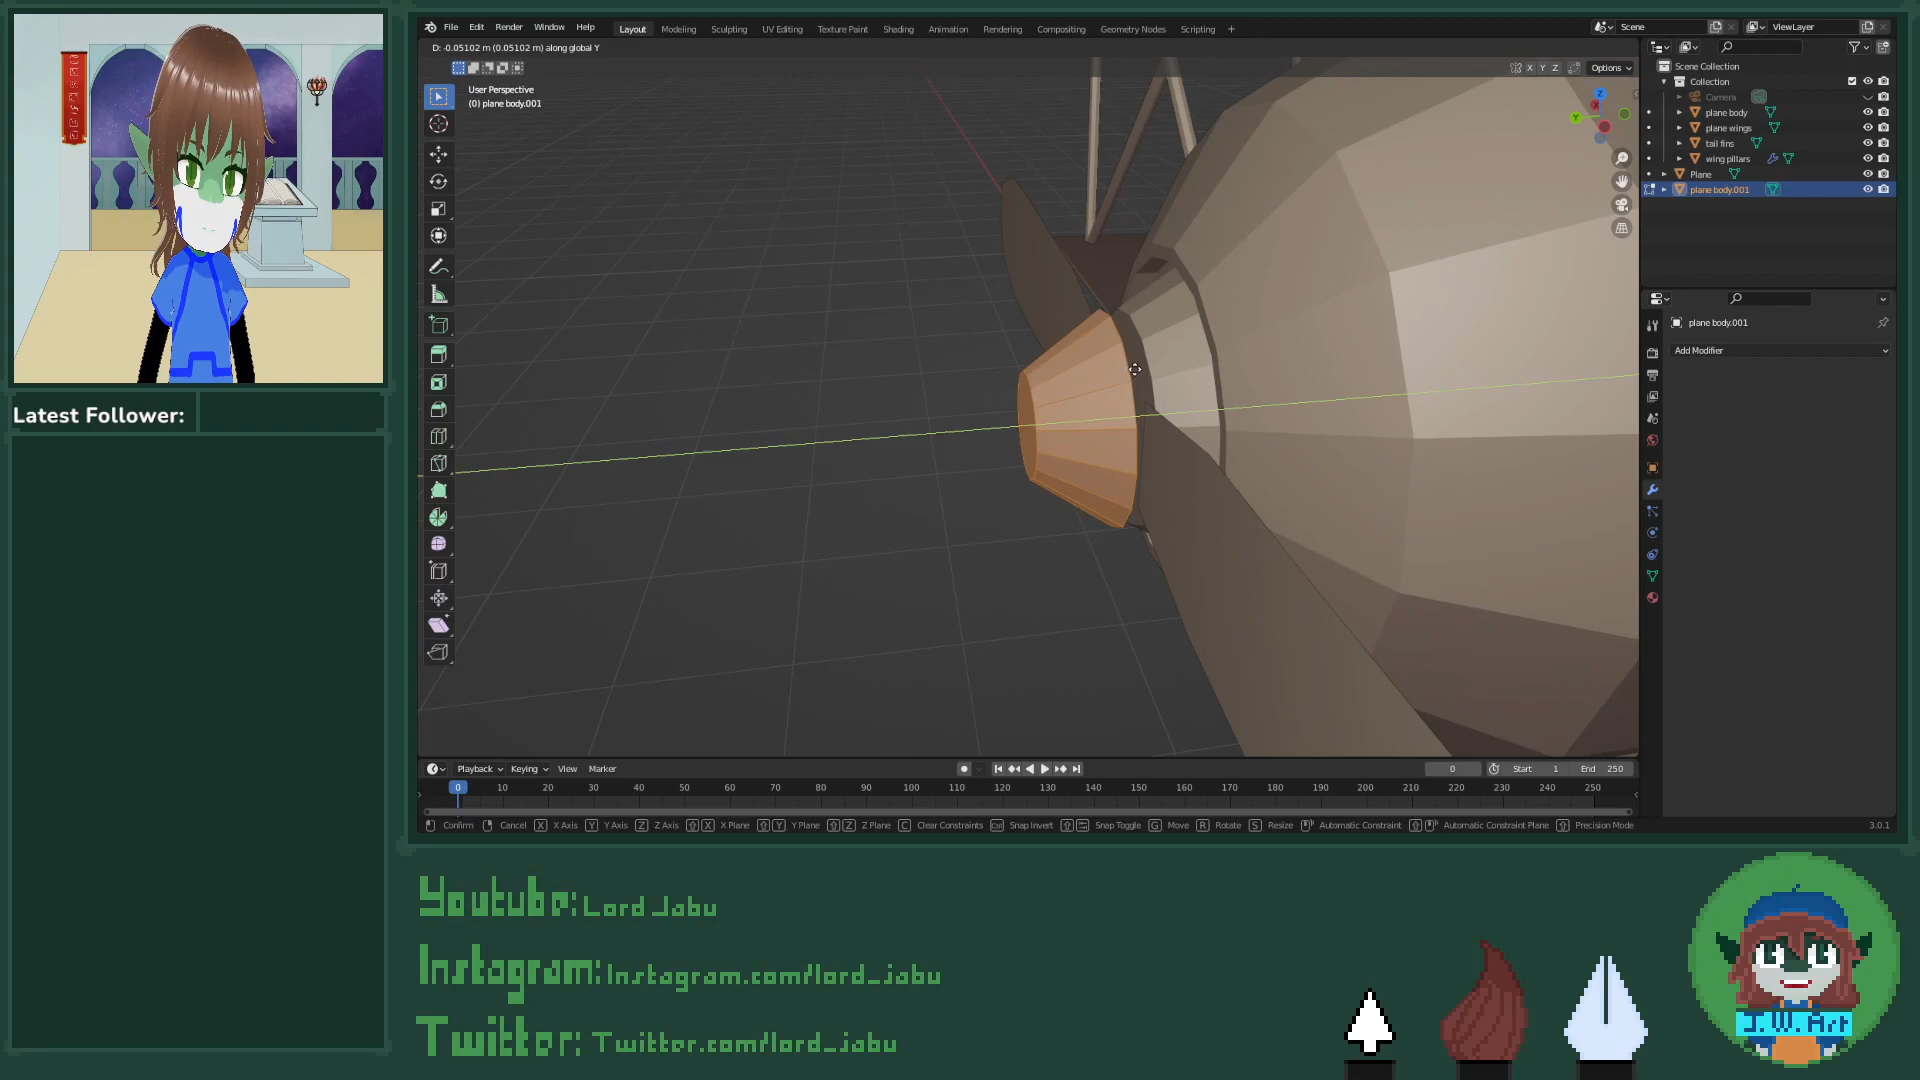 File Edit Render Window Help
Layout Modeling Sculpting UV Editing Texture Paint Shading Animation Rendering Compositing Geometry Nodes Scripting +
Scene
ViewLayer
D: -0.05102 m (0.05102 m) along global Y
X Y Z
Options
User Perspective
(0) plane body.001
Z
Y
Scene Collection
Collection
Camera
plane body
plane wings
tail fins
wing pillars
Plane
plane body.001
plane body.001
Add Modifier
Latest Follower:
Playback Keying View Marker
0 Start 1 End 250
0 10 20 30 40 50 60 70 80 90 100 110 120 130 140 150 160 170 180 190 200 210 220 230 240 250
Confirm Cancel X X Axis Y Y Axis Z Z Axis X X Plane Y Y Plane Z Z Plane C Clear Constraints Ctrl Snap Invert Snap Toggle G Move R Rotate S Resize Automatic Constraint Automatic Constraint Plane Precision Mode
3.0.1
Youtube: Lord Jabu
Instagram: Instagram.com/lord_jabu
Twitter: Twitter.com/lord_jabu
J.W. Art